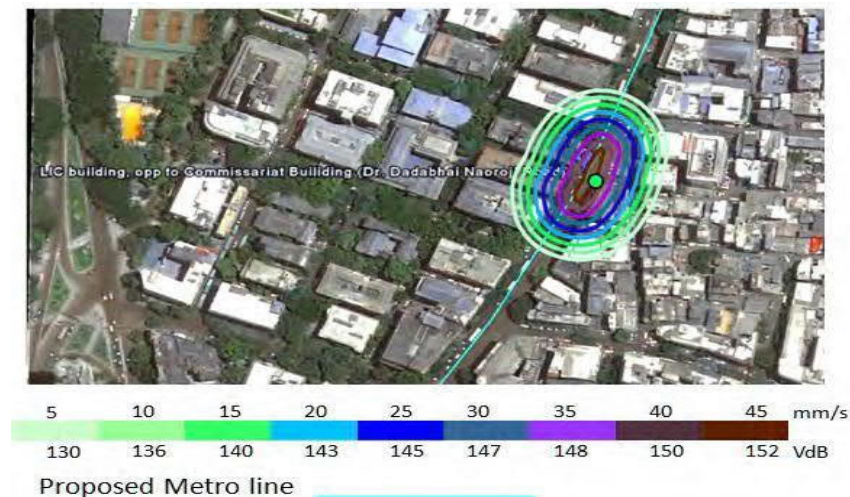 LIC building, opp to Commissariat Builiding (Dr. Dadabhai Naoroji Road)
5 10 15 20 25 30 35 40 45 mm/s
130 136 140 143 145 147 148 150 152 VdB
Proposed Metro line